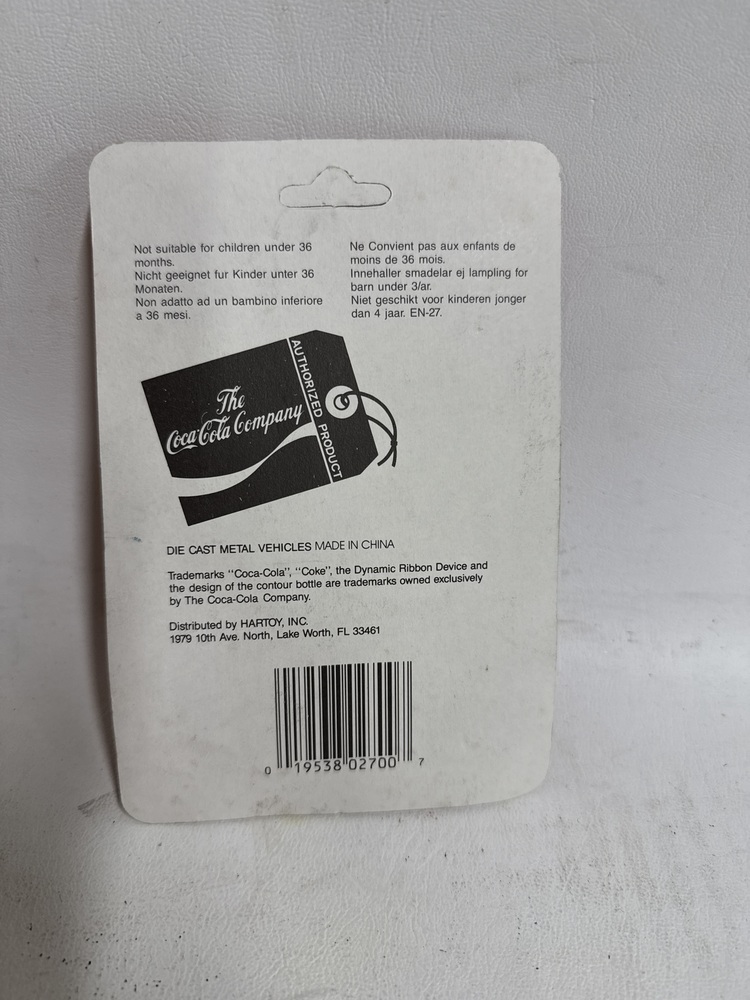 Not suitable for children under 36
months.
Nicht geeignet fur Kinder unter 36
Monaten.
Non adatto ad un bambino inferiore
a 36 mesi.
Ne Convient pas aux enfants de
moins de 36 mois.
Innehaller smadelar ej lampling for
barn under 3/ar.
Niet geschikt voor kinderen jonger
dan 4 jaar. EN-27.
The
Coca-Cola Company
AUTHORIZED PRODUCT
DIE CAST METAL VEHICLES MADE IN CHINA
Trademarks "Coca-Cola", "Coke", the Dynamic Ribbon Device and
the design of the contour bottle are trademarks owned exclusively
by The Coca-Cola Company.
Distributed by HARTOY, INC.
1979 10th Ave. North, Lake Worth, FL 33461
0 19538 02700 7